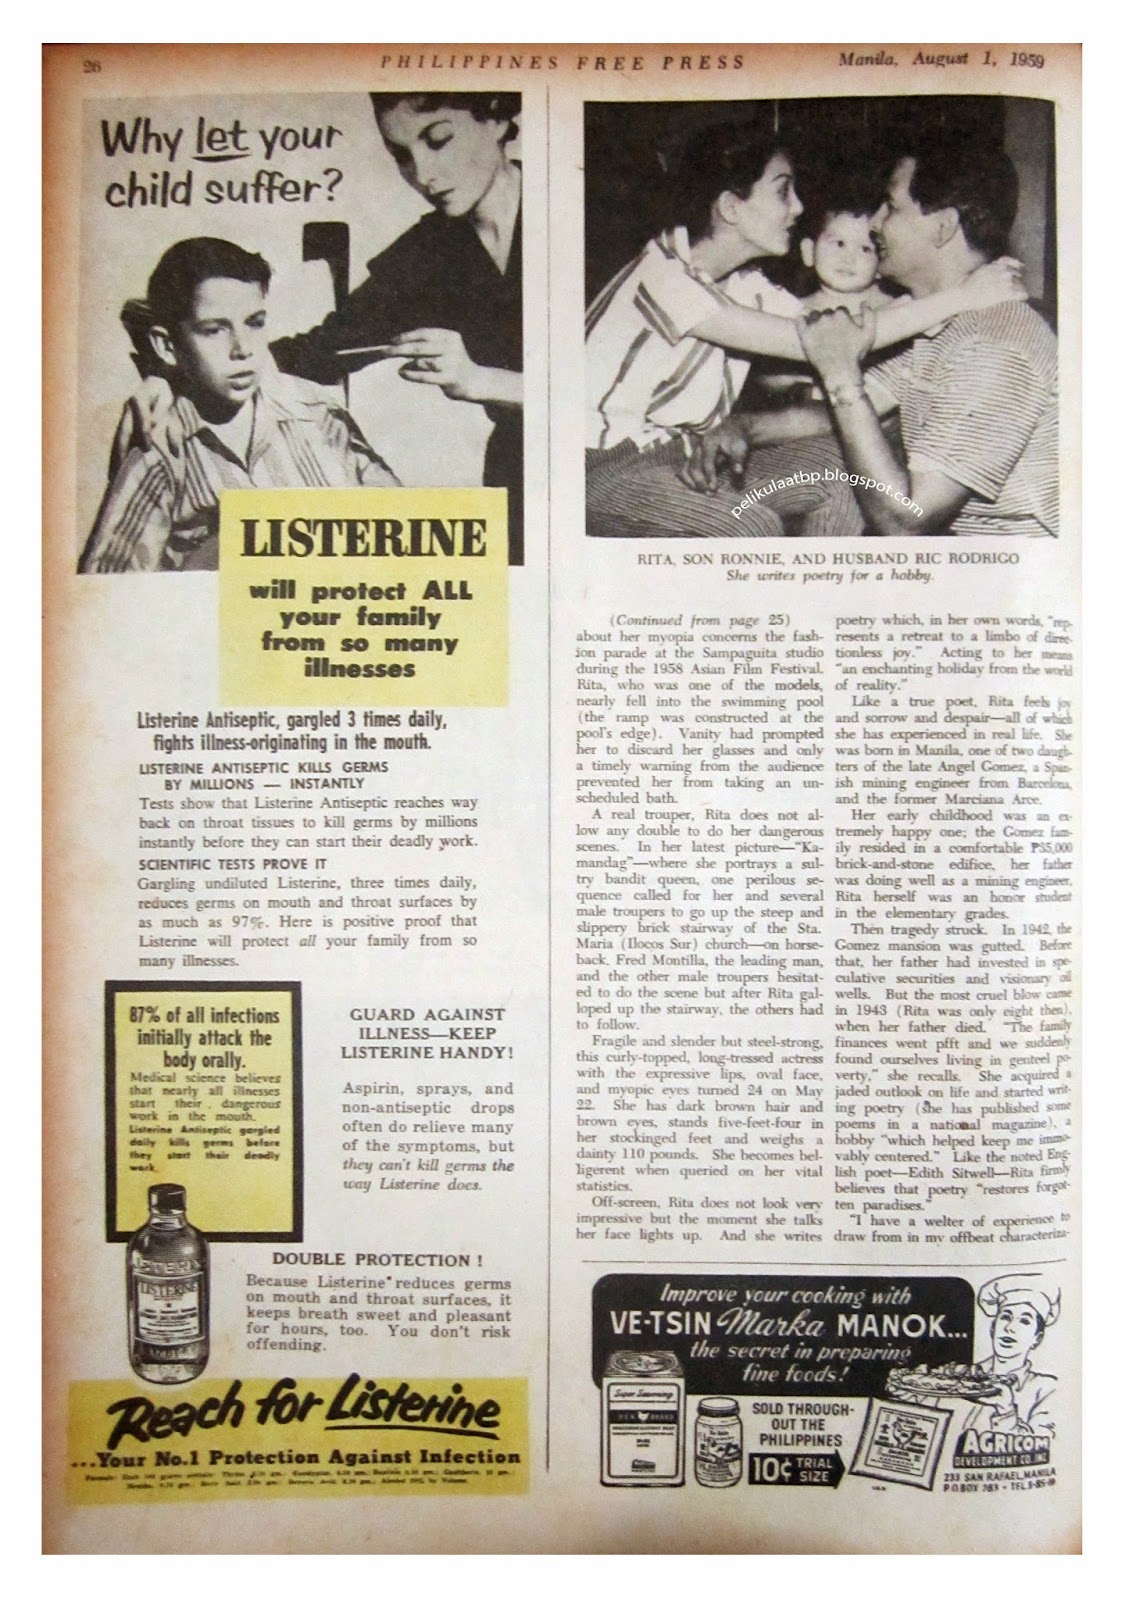 26
PHILIPPINES FREE PRESS
Manila, August 1, 1959
Why let your
child suffer?
LISTERINE
will protect ALL
your family
from so many
illnesses
Listerine Antiseptic, gargled 3 times daily,
fights illness-originating in the mouth.
LISTERINE ANTISEPTIC KILLS GERMS
BY MILLIONS — INSTANTLY
Tests show that Listerine Antiseptic reaches way
back on throat tissues to kill germs by millions
instantly before they can start their deadly work.
SCIENTIFIC TESTS PROVE IT
Gargling undiluted Listerine, three times daily,
reduces germs on mouth and throat surfaces by
as much as 97%. Here is positive proof that
Listerine will protect all your family from so
many illnesses.
87% of all infections
initially attack the
body orally.
Medical science believes
that nearly all illnesses
start their dangerous
work in the mouth.
Listerine Antiseptic gargled
daily kills germs before
they start their deadly
work.
GUARD AGAINST
ILLNESS—KEEP
LISTERINE HANDY!
Aspirin, sprays, and
non-antiseptic drops
often do relieve many
of the symptoms, but
they can't kill germs the
way Listerine does.
LISTERINE
DOUBLE PROTECTION !
Because Listerine reduces germs
on mouth and throat surfaces, it
keeps breath sweet and pleasant
for hours, too. You don't risk
offending.
Reach for Listerine
...Your No.1 Protection Against Infection
pelikulaatbp.blogspot.com
RITA, SON RONNIE, AND HUSBAND RIC RODRIGO
She writes poetry for a hobby.
(Continued from page 25)
about her myopia concerns the fash-
ion parade at the Sampaguita studio
during the 1958 Asian Film Festival.
Rita, who was one of the models,
nearly fell into the swimming pool
(the ramp was constructed at the
pool's edge). Vanity had prompted
her to discard her glasses and only
a timely warning from the audience
prevented her from taking an un-
scheduled bath.
A real trouper, Rita does not al-
low any double to do her dangerous
scenes. In her latest picture—"Ka-
mandag"—where she portrays a sul-
try bandit queen, one perilous se-
quence called for her and several
male troupers to go up the steep and
slippery brick stairway of the Sta.
Maria (Ilocos Sur) church—on horse-
back. Fred Montilla, the leading man,
and the other male troupers hesitat-
ed to do the scene but after Rita gal-
loped up the stairway, the others had
to follow.
Fragile and slender but steel-strong,
this curly-topped, long-tressed actress
with the expressive lips, oval face,
and myopic eyes turned 24 on May
22. She has dark brown hair and
brown eyes, stands five-feet-four in
her stockinged feet and weighs a
dainty 110 pounds. She becomes bel-
ligerent when queried on her vital
statistics.
Off-screen, Rita does not look very
impressive but the moment she talks
her face lights up. And she writes
poetry which, in her own words, "rep-
resents a retreat to a limbo of direc-
tionless joy." Acting to her means
"an enchanting holiday from the world
of reality."
Like a true poet, Rita feels joy
and sorrow and despair—all of which
she has experienced in real life. She
was born in Manila, one of two daugh-
ters of the late Angel Gomez, a Span-
ish mining engineer from Barcelona,
and the former Marciana Arce.
Her early childhood was an ex-
tremely happy one; the Gomez fam-
ily resided in a comfortable ₱35,000
brick-and-stone edifice, her father
was doing well as a mining engineer,
Rita herself was an honor student
in the elementary grades.
Then tragedy struck. In 1942, the
Gomez mansion was gutted. Before
that, her father had invested in spe-
culative securities and visionary oil
wells. But the most cruel blow came
in 1943 (Rita was only eight then),
when her father died. "The family
finances went pfft and we suddenly
found ourselves living in genteel po-
verty," she recalls. She acquired a
jaded outlook on life and started writ-
ing poetry (she has published some
poems in a national magazine), a
hobby "which helped keep me immo-
vably centered." Like the noted Eng-
lish poet—Edith Sitwell—Rita firmly
believes that poetry "restores forgot-
ten paradises."
"I have a welter of experience to
draw from in my offbeat characteriza-
Improve your cooking with
VE-TSIN Marka MANOK...
the secret in preparing
fine foods!
Super Seasoning
SOLD THROUGH-
OUT THE
PHILIPPINES
10¢ TRIAL
SIZE
AGRICOM
DEVELOPMENT CO. INC.
233 SAN RAFAEL, MANILA
P.O.BOX 783 • TEL.3-85-19